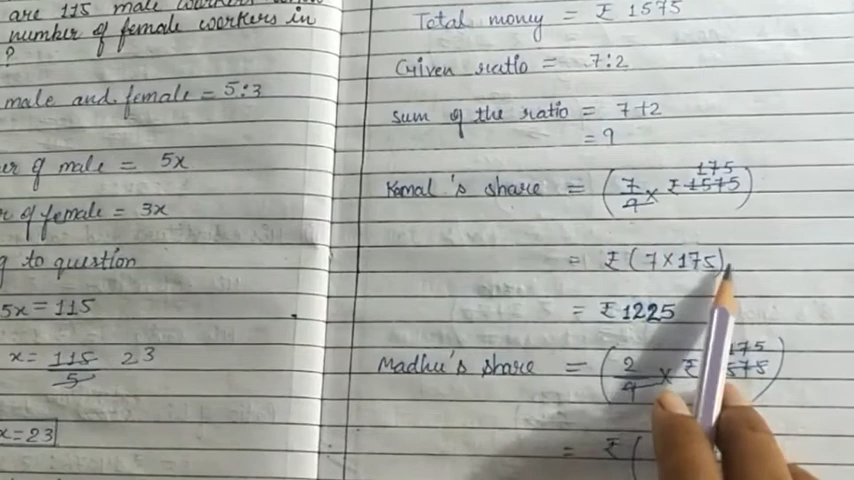 are 115 male
number of female workers in
?
male and female = 5:3
er of male = 5x
r of female = 3x
g to question
5x = 115
x = 115 23
5
x = 23
Total money = ₹ 1575
Given ratio = 7:2
Sum of the ratio = 7+2
= 9
175
Kamal's share = (7/9 × ₹ 1575)
= ₹ (7×175)
= ₹ 1225
175
Madhu's share = (2/9 × ₹ 575)
= ₹ (